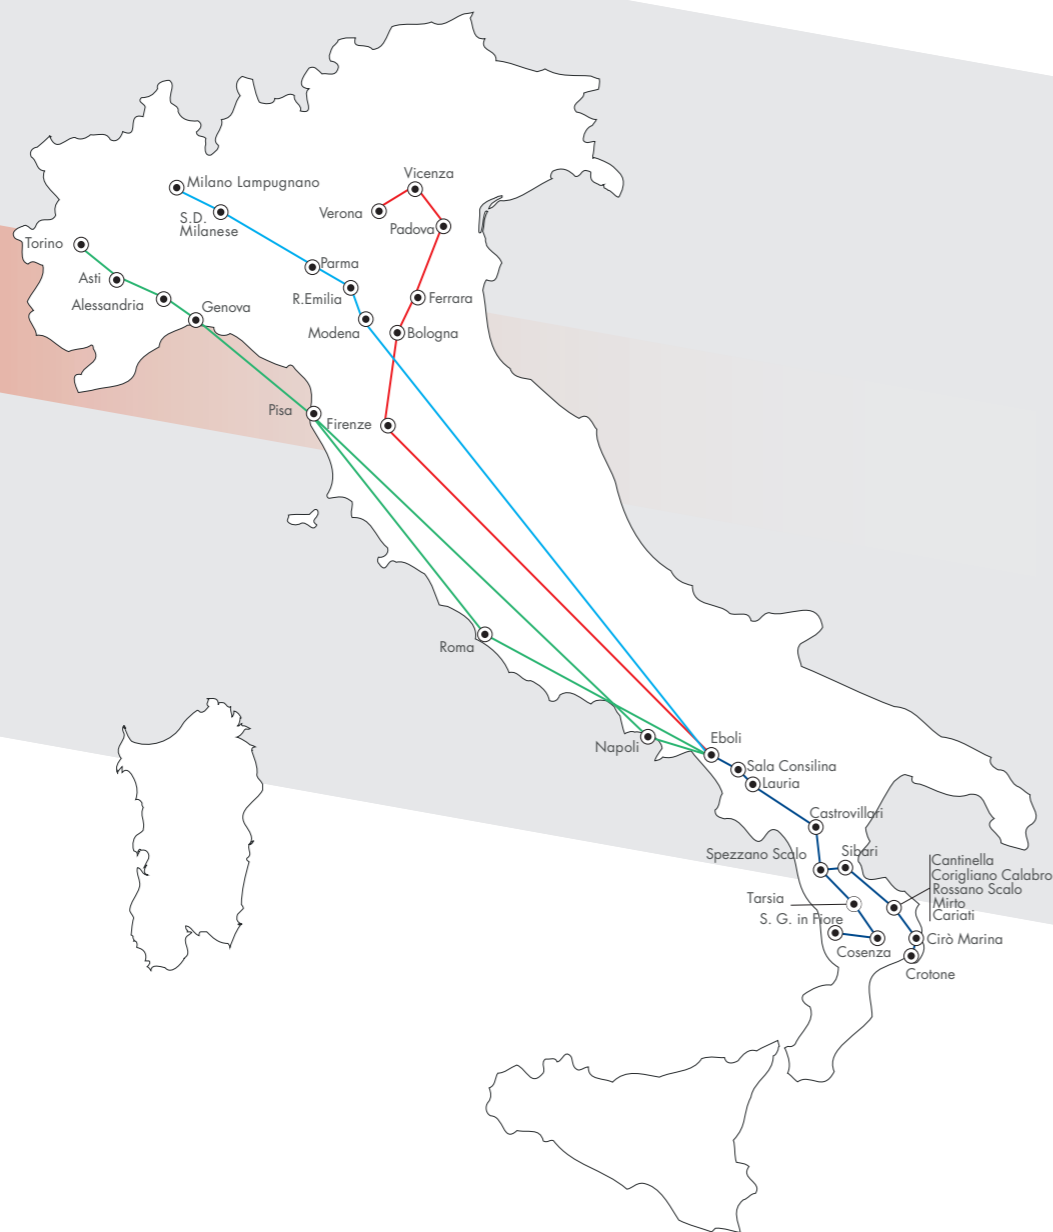 Vicenza
Milano Lampugnano
Verona
S.D.
Milanese
Padova
Torino
Parma
Asti
R.Emilia
Ferrara
Alessandria
Genova
Modena
Bologna
Pisa
Firenze
Roma
Eboli
Napoli
Sala Consilina
Lauria
Castrovillari
Spezzano Scalo
Sibari
Cantinella
Corigliano Calabro
Rossano Scalo
Mirto
Cariati
Tarsia
S. G. in Fiore
Cirò Marina
Cosenza
Crotone